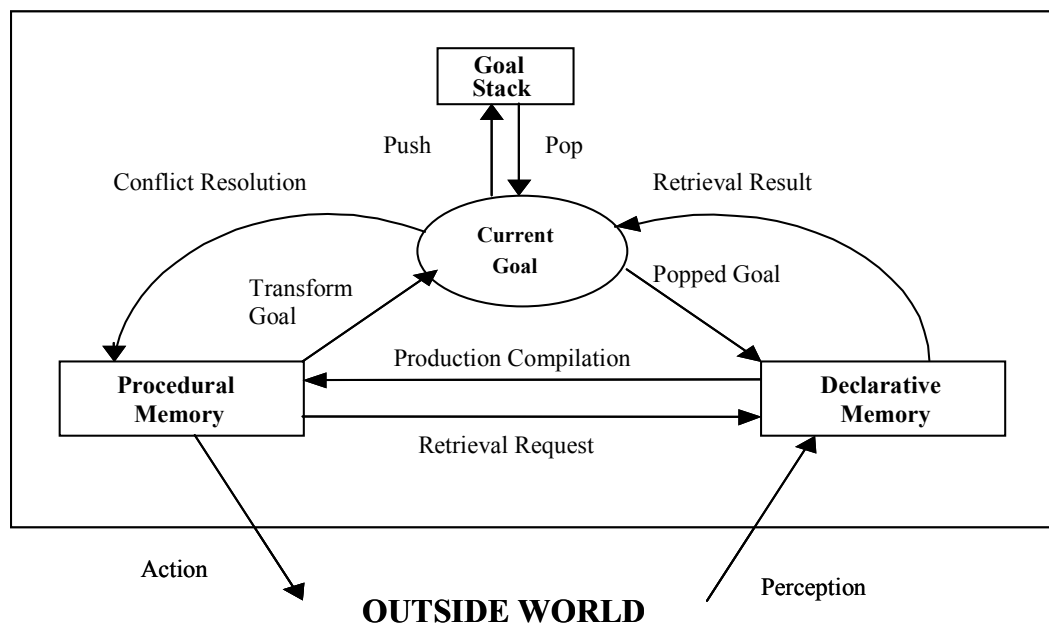 Goal
Stack
Push
Pop
Conflict Resolution
Retrieval Result
Current
Goal
Transform
Goal
Popped Goal
Production Compilation
Procedural
Memory
Declarative
Memory
Retrieval Request
Action
Perception
OUTSIDE WORLD